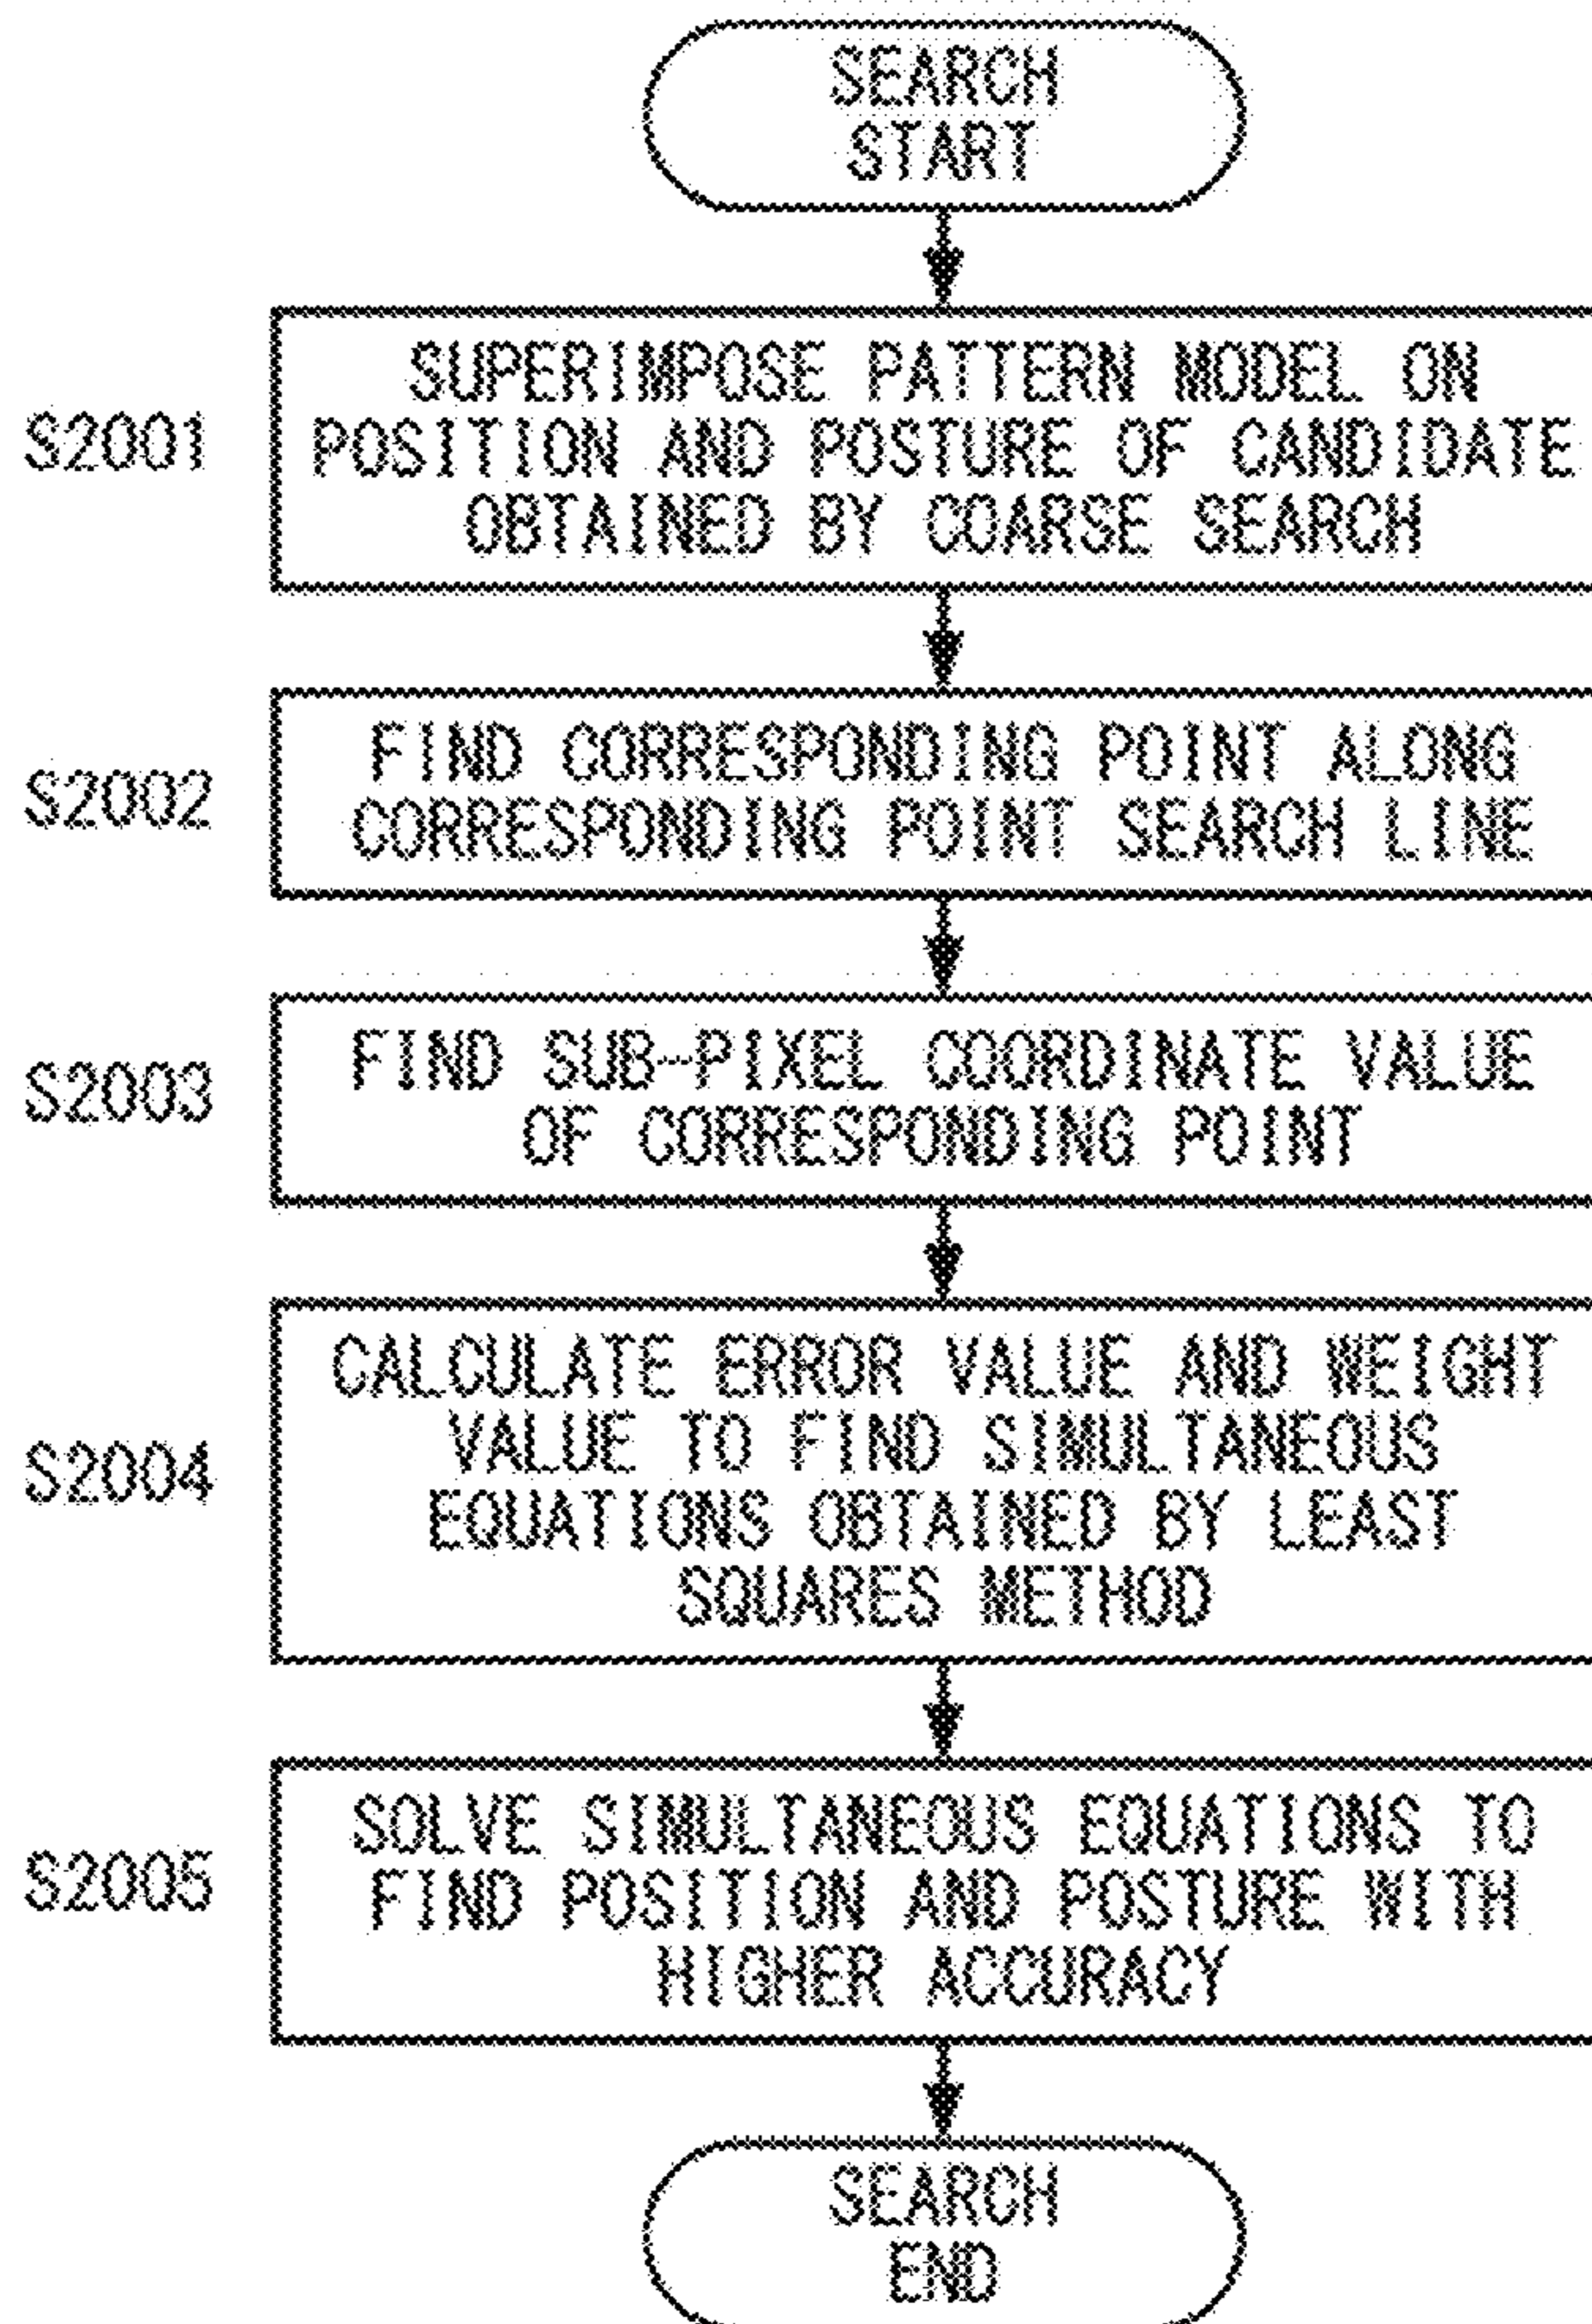 SEARCH
START
S2001
SUPERIMPOSE PATTERN MODEL ON
POSITION AND POSTURE OF CANDIDATE
OBTAINED BY COARSE SEARCH
S2002
FIND CORRESPONDING POINT ALONG
CORRESPONDING POINT SEARCH LINE
S2003
FIND SUB-PIXEL COORDINATE VALUE
OF CORRESPONDING POINT
S2004
CALCULATE ERROR VALUE AND WEIGHT
VALUE TO FIND SIMULTANEOUS
EQUATIONS OBTAINED BY LEAST
SQUARES METHOD
S2005
SOLVE SIMULTANEOUS EQUATIONS TO
FIND POSITION AND POSTURE WITH
HIGHER ACCURACY
SEARCH
END